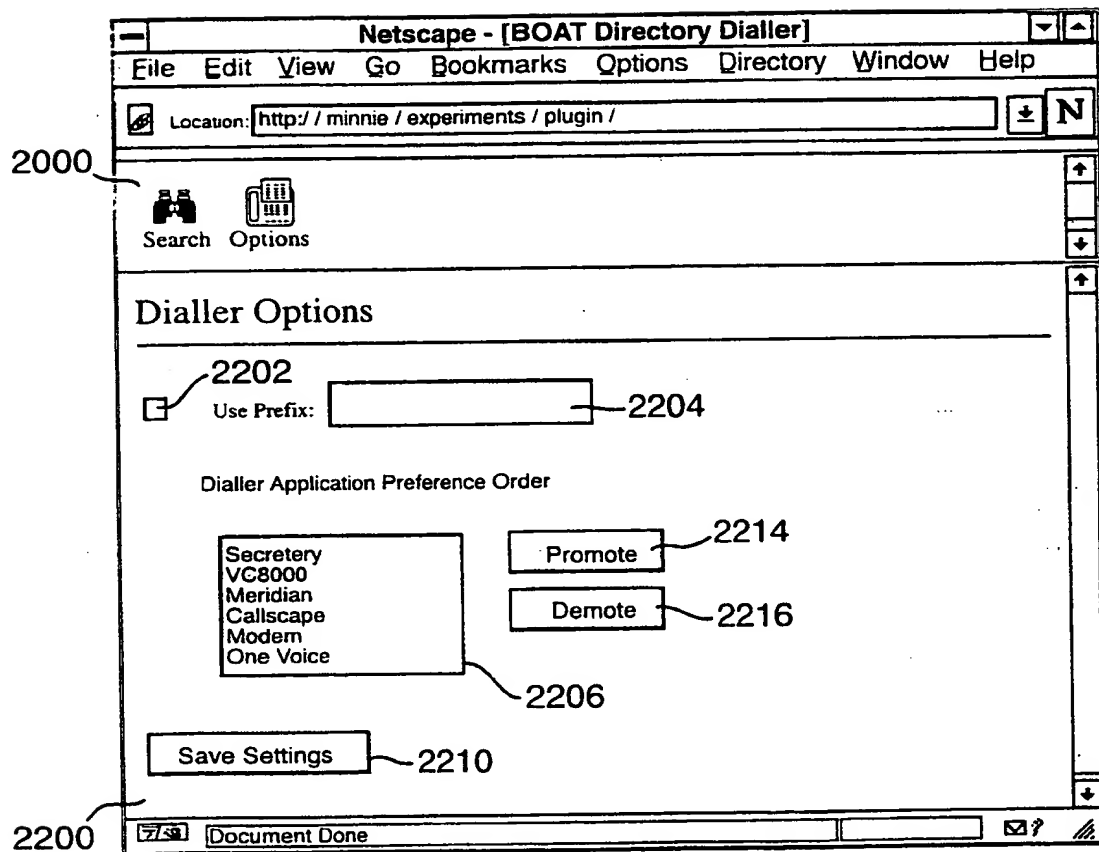 Netscape - [BOAT Directory Dialler]
File Edit View Go Bookmarks Options Directory Window Help
Location: http:/ / minnie / experiments / plugin / N
2000
Search Options
Dialler Options
2202
Use Prefix: 2204
Dialler Application Preference Order
Secretery
VC8000
Meridian
Callscape
Modem
One Voice
Promote 2214
Demote 2216
2206
Save Settings 2210
2200
Document Done
?